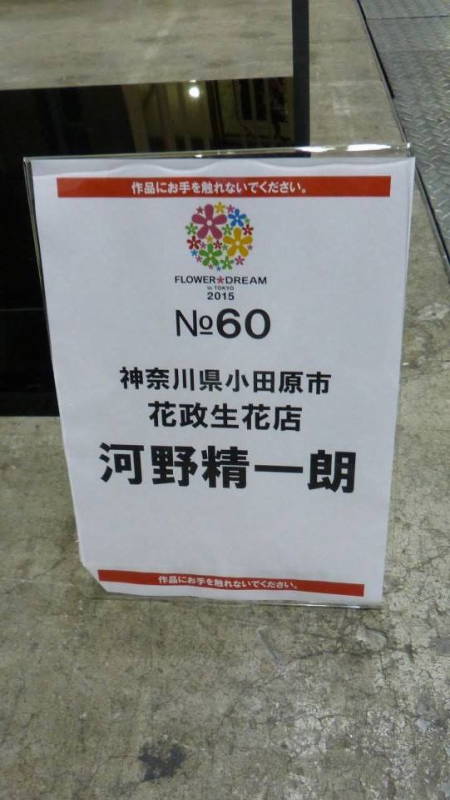 作品にお手を触れないでください。
FLOWER★DREAM
in TOKYO
2015
№60
神奈川県小田原市
花政生花店
河野精一朗
作品にお手を触れないでください。